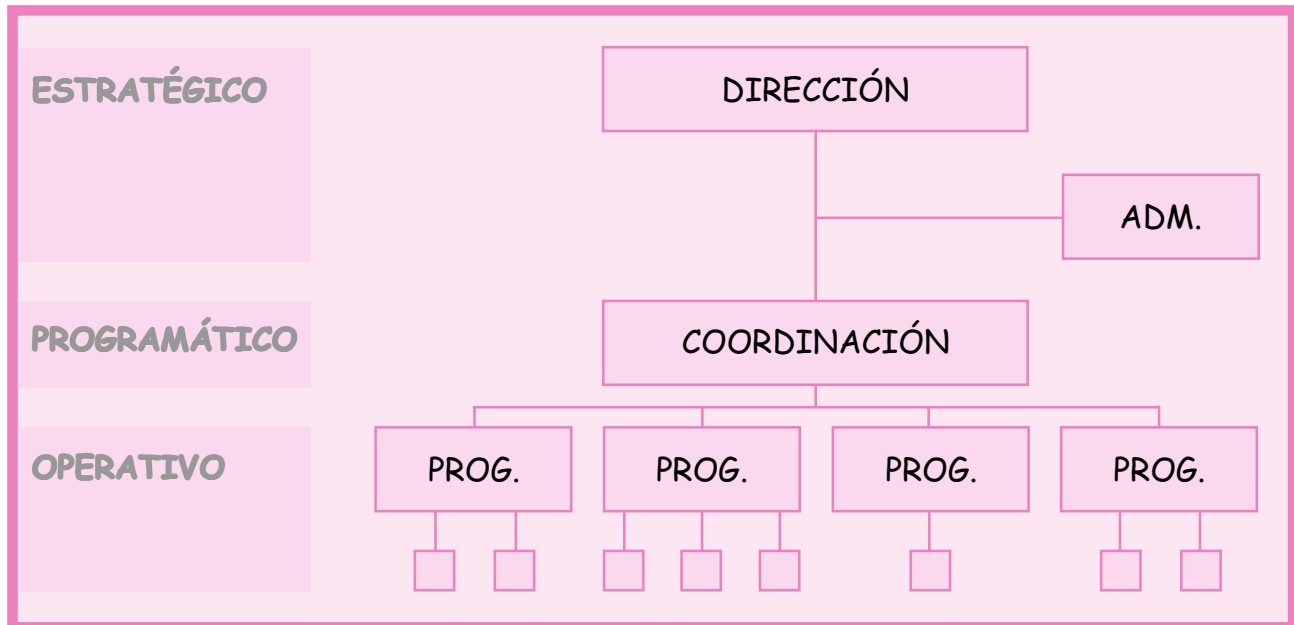 ESTRATÉGICO
DIRECCIÓN
ADM.
PROGRAMÁTICO
COORDINACIÓN
OPERATIVO
PROG.
PROG.
PROG.
PROG.